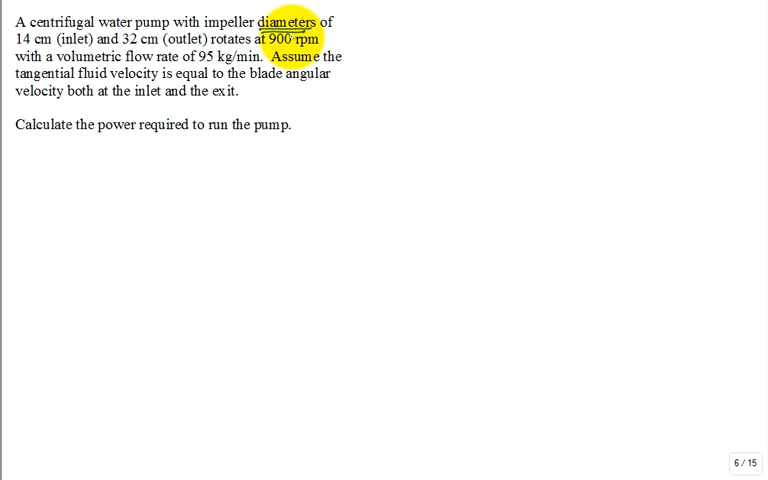 A centrifugal water pump with impeller diameters of
14 cm (inlet) and 32 cm (outlet) rotates at 900 rpm
with a volumetric flow rate of 95 kg/min.  Assume the
tangential fluid velocity is equal to the blade angular
velocity both at the inlet and the exit.
Calculate the power required to run the pump.
6 / 15